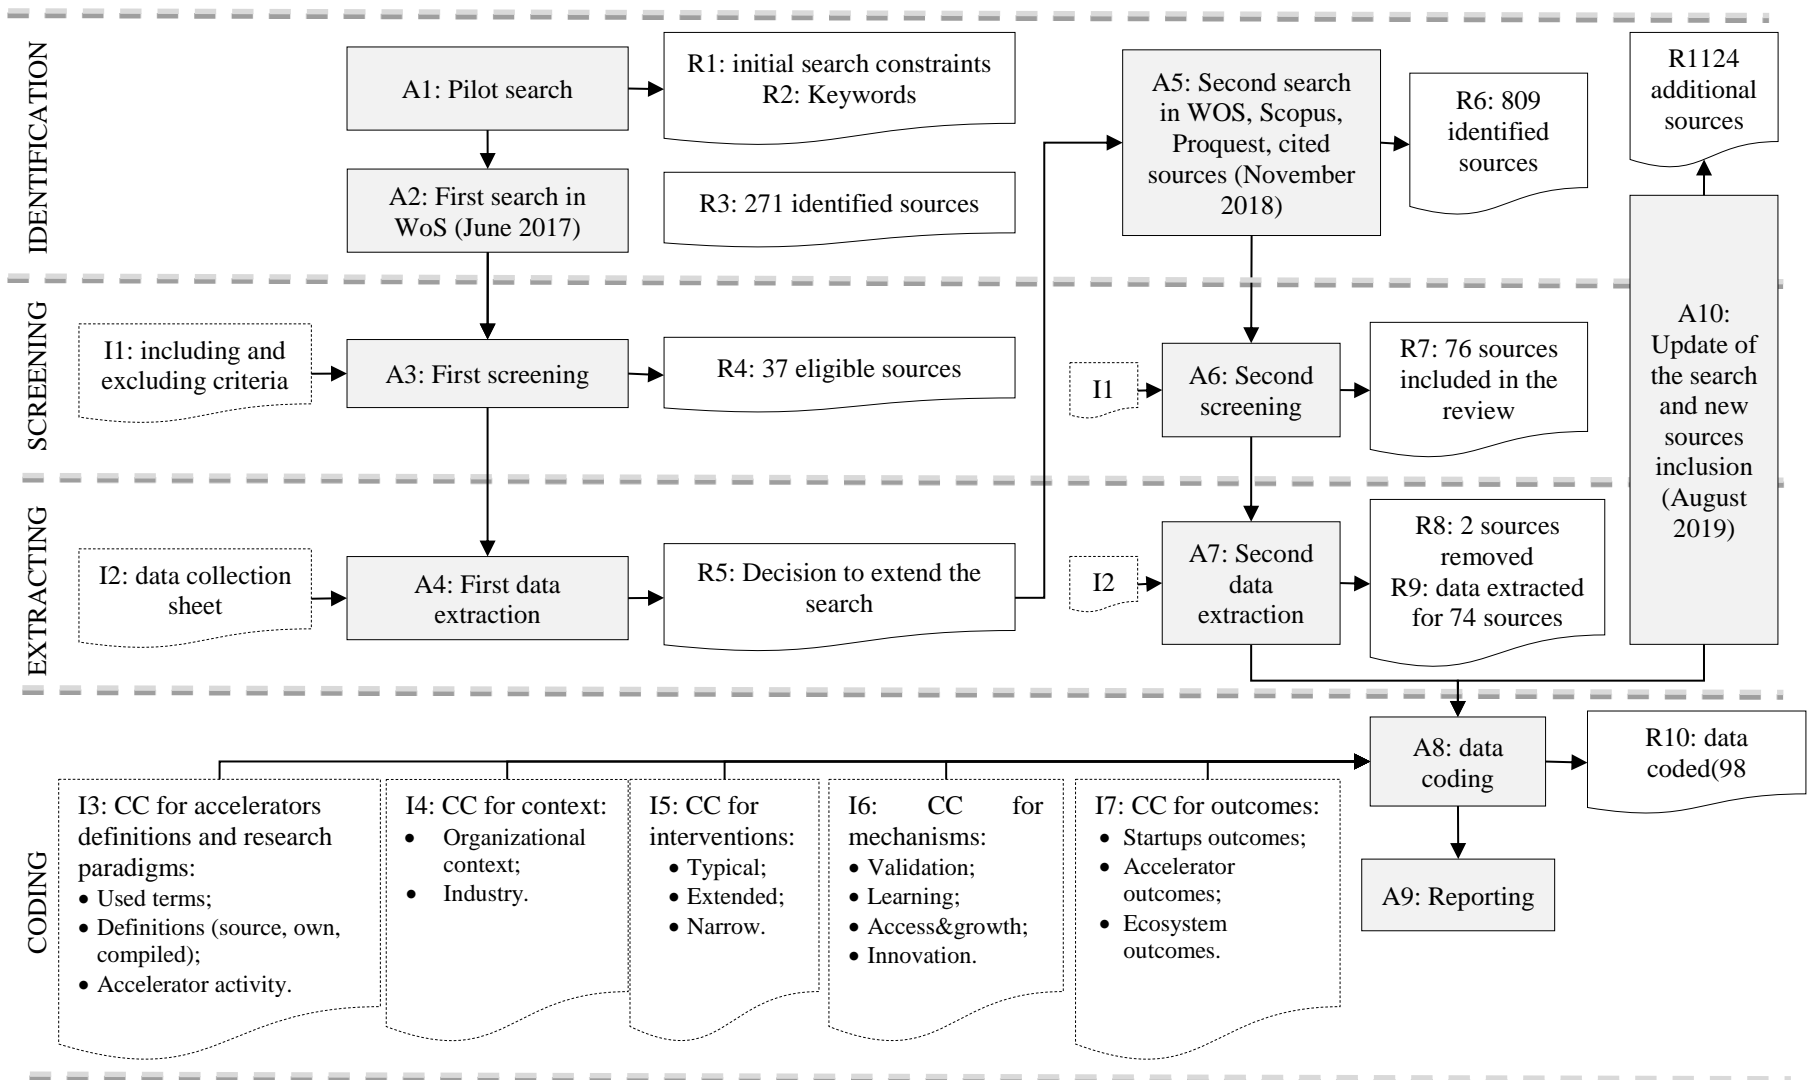 IDENTIFICATION
A1: Pilot search
R1: initial search constraints
R2: Keywords
A2: First search in
WoS (June 2017)
R3: 271 identified sources
A5: Second search
in WOS, Scopus,
Proquest, cited
sources (November
2018)
R6: 809
identified
sources
R1124
additional
sources
SCREENING
I1: including and
excluding criteria
A3: First screening
R4: 37 eligible sources
I1
A6: Second
screening
R7: 76 sources
included in the
review
A10:
Update of
the search
and new
sources
inclusion
(August
2019)
EXTRACTING
I2: data collection
sheet
A4: First data
extraction
R5: Decision to extend the
search
I2
A7: Second
data
extraction
R8: 2 sources
removed
R9: data extracted
for 74 sources
CODING
I3: CC for accelerators
definitions and research
paradigms:
• Used terms;
• Definitions (source, own,
compiled);
• Accelerator activity.
I4: CC for context:
• Organizational
context;
• Industry.
I5: CC for
interventions:
• Typical;
• Extended;
• Narrow.
I6: CC for
mechanisms:
• Validation;
• Learning;
• Access&growth;
• Innovation.
I7: CC for outcomes:
• Startups outcomes;
• Accelerator
outcomes;
• Ecosystem
outcomes.
A8: data
coding
R10: data
coded(98
A9: Reporting